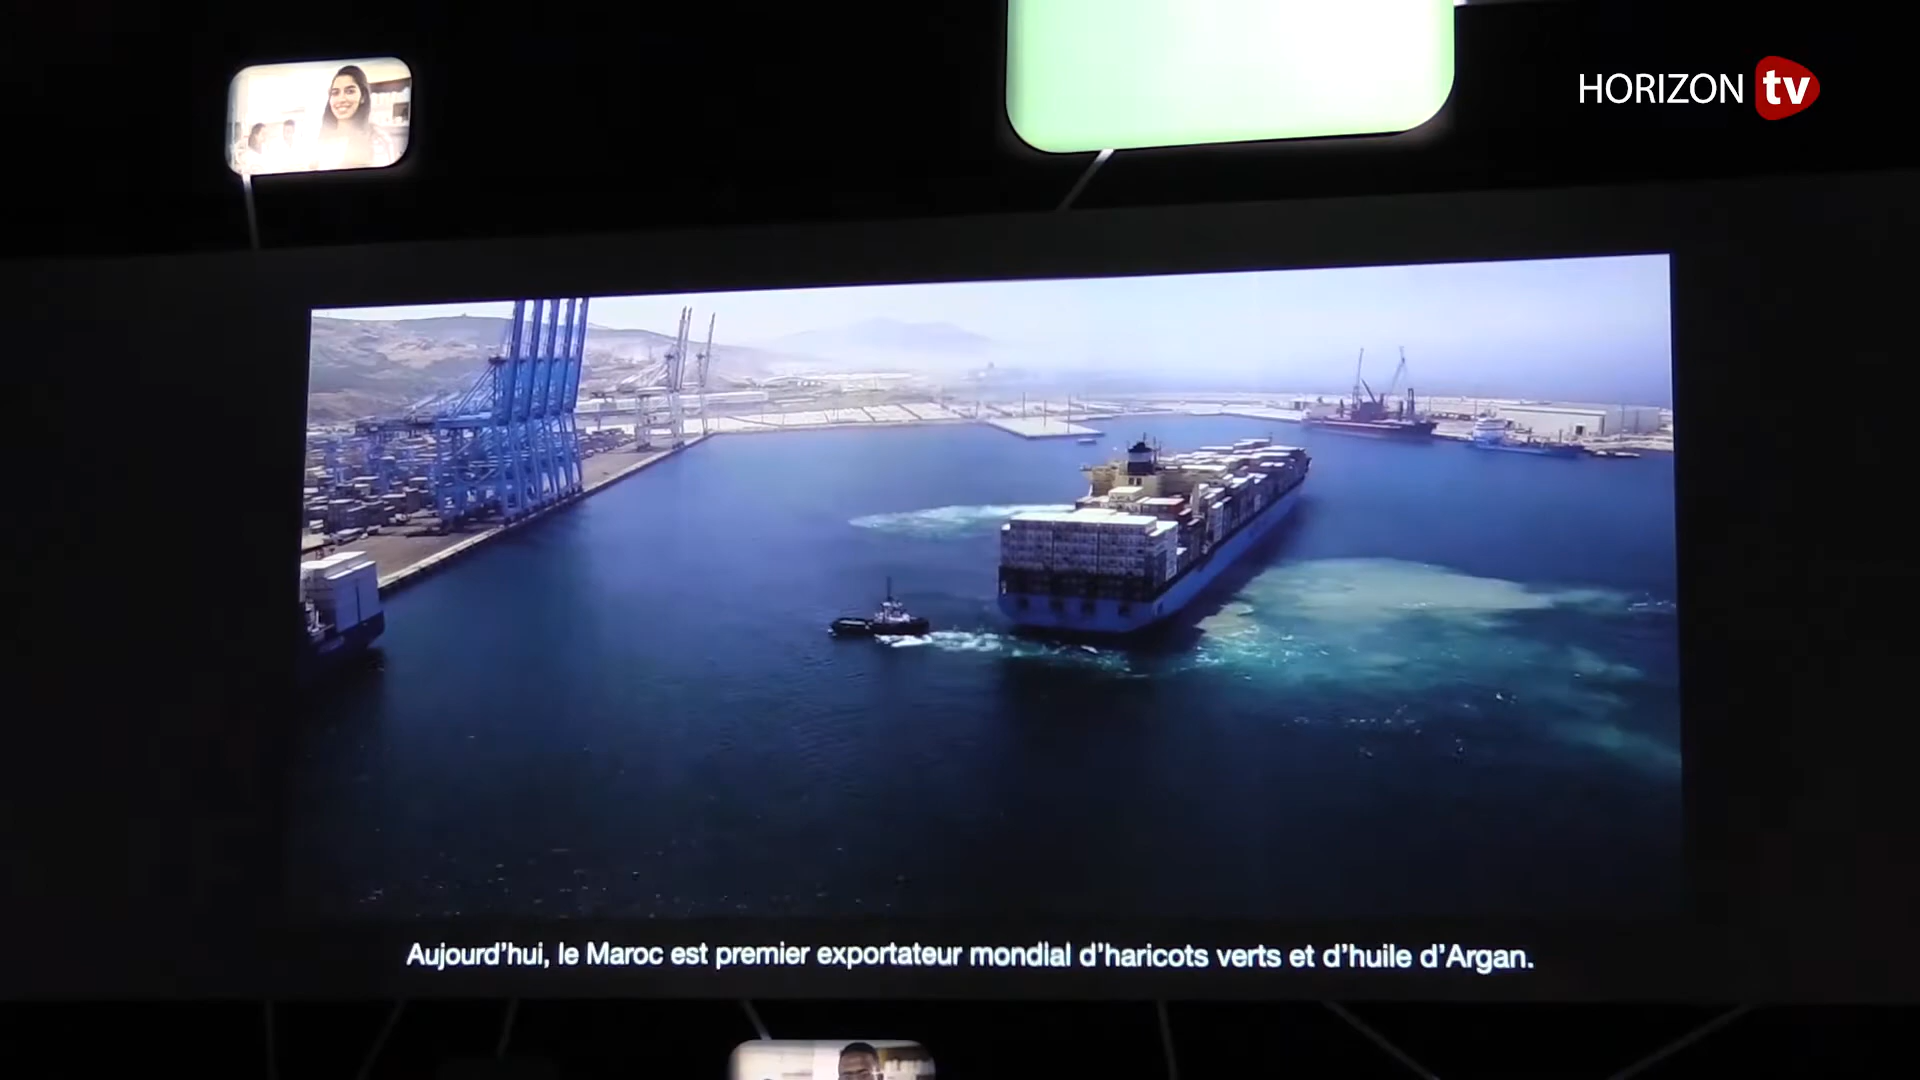 HORIZON tv
Aujourd’hui, le Maroc est premier exportateur mondial d’haricots verts et d’huile d’Argan.